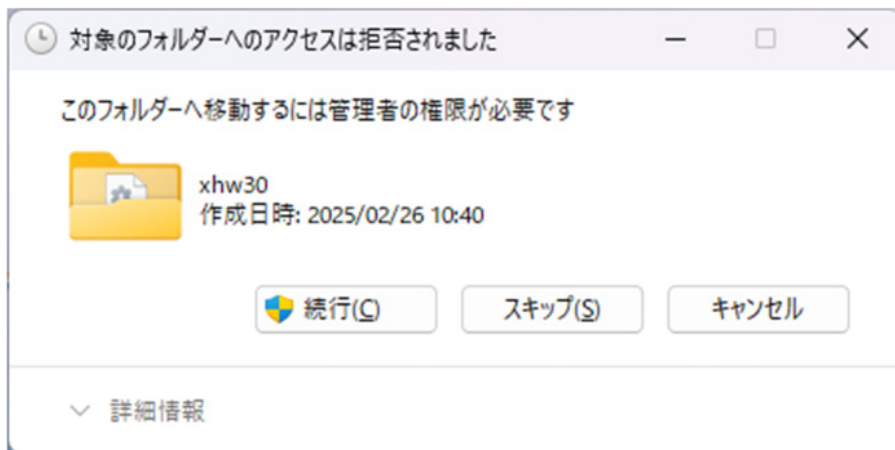 対象のフォルダーへのアクセスは拒否されました
このフォルダーへ移動するには管理者の権限が必要です
xhw30
作成日時: 2025/02/26 10:40
続行(C)
スキップ(S)
キャンセル
詳細情報